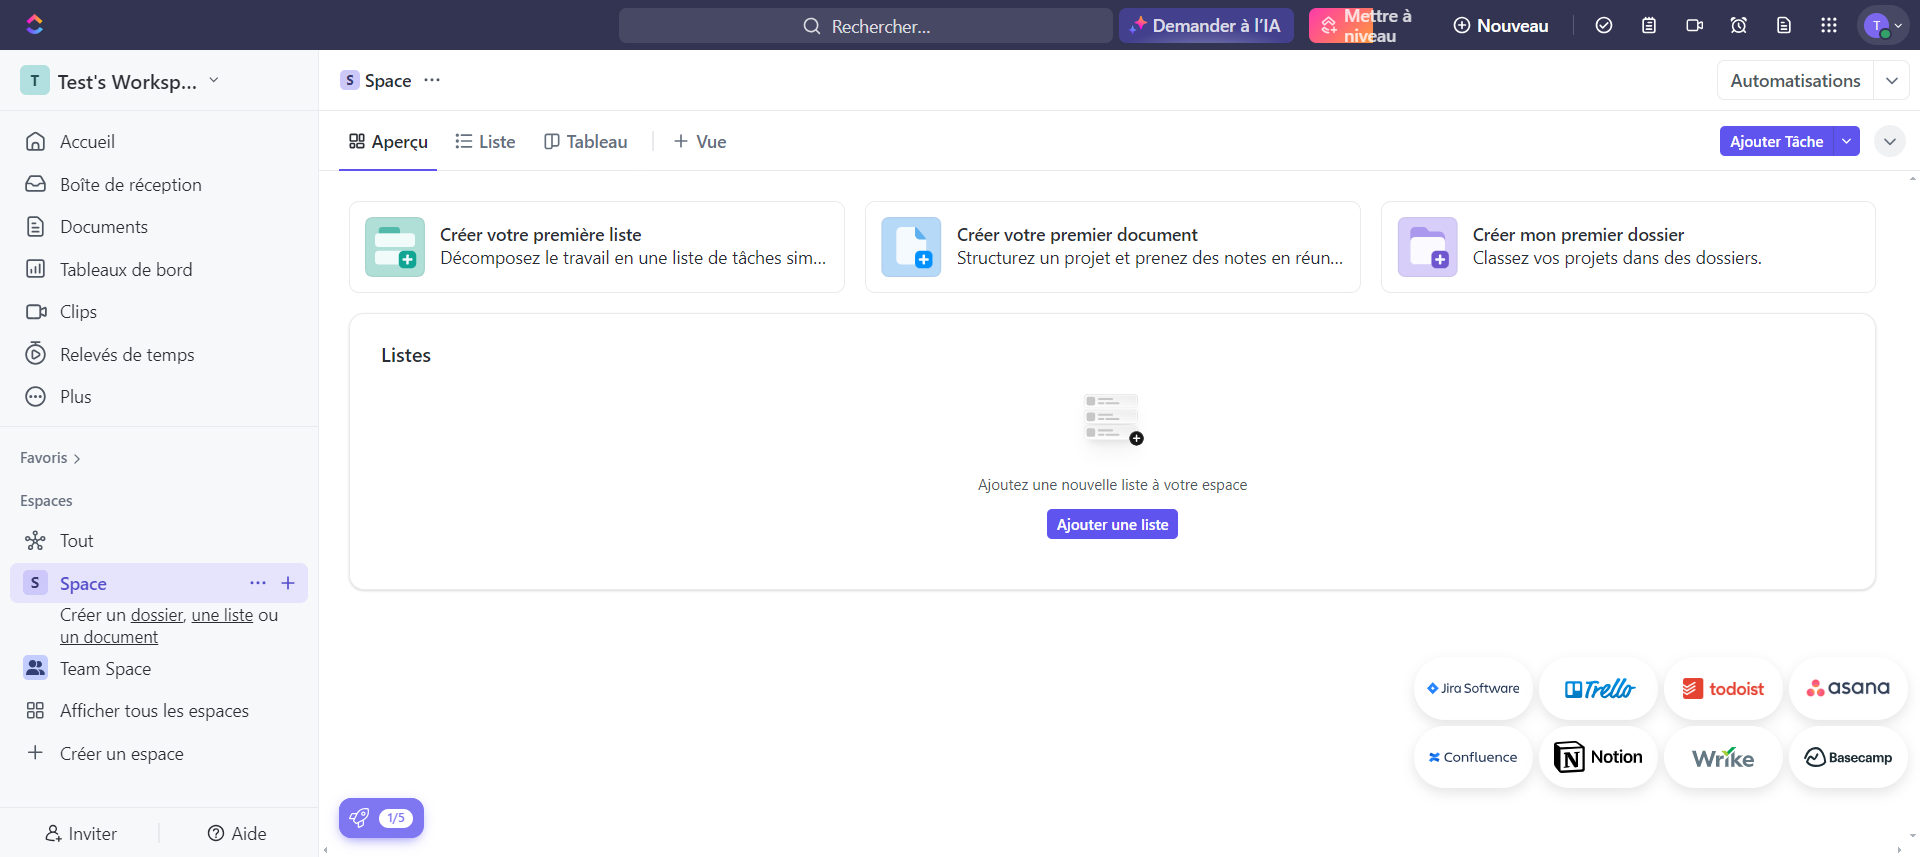 Rechercher...
Demander à l'IA
Mettre à
niveau
Nouveau
T
T
Test's Worksp...
S
Space
Automatisations
Accueil
Boîte de réception
Documents
Tableaux de bord
Clips
Relevés de temps
Plus
Favoris
Espaces
Tout
S
Space
Créer un dossier, une liste ou
un document
Team Space
Afficher tous les espaces
Créer un espace
Inviter
Aide
Aperçu
Liste
Tableau
Vue
Ajouter Tâche
Créer votre première liste
Décomposez le travail en une liste de tâches sim...
Créer votre premier document
Structurez un projet et prenez des notes en réun...
Créer mon premier dossier
Classez vos projets dans des dossiers.
Listes
Ajoutez une nouvelle liste à votre espace
Ajouter une liste
Jira Software
Trello
todoist
asana
Confluence
Notion
Wrike
Basecamp
1/5